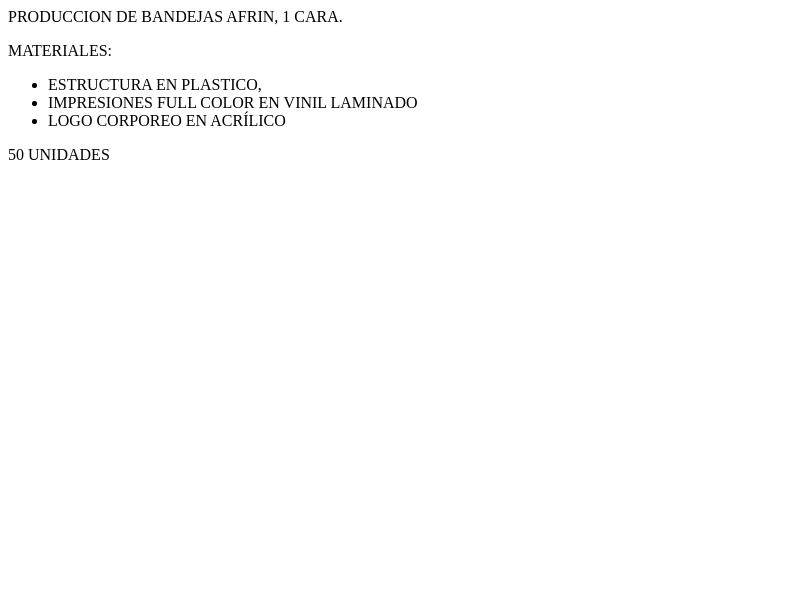 PRODUCCION DE BANDEJAS AFRIN, 1 CARA.
MATERIALES:
• ESTRUCTURA EN PLASTICO,
• IMPRESIONES FULL COLOR EN VINIL LAMINADO
• LOGO CORPOREO EN ACRÍLICO
50 UNIDADES